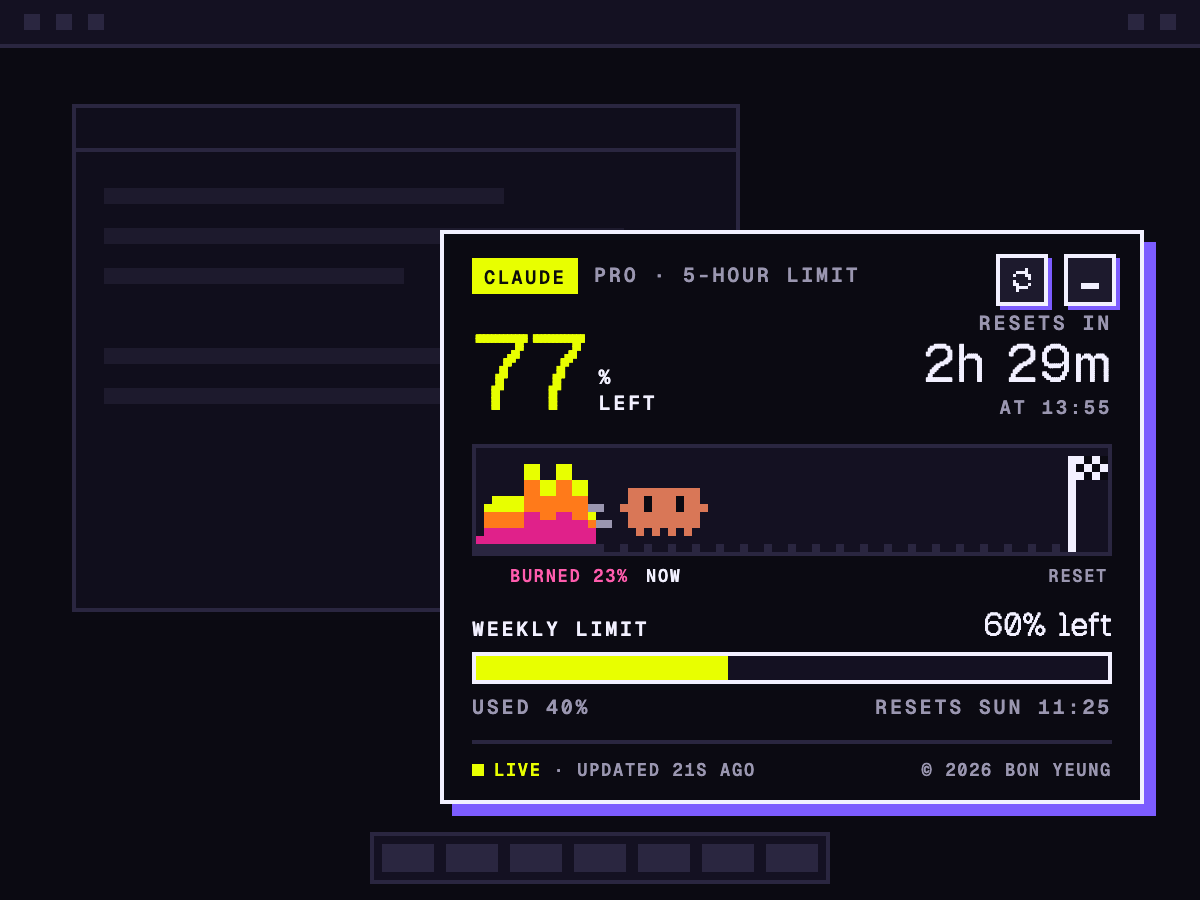 CLAUDE PRO · 5-HOUR LIMIT
RESETS IN
77 % LEFT
2h 29m
AT 13:55
BURNED 23% NOW RESET
WEEKLY LIMIT 60% left
USED 40% RESETS SUN 11:25
LIVE · UPDATED 21S AGO © 2026 BON YEUNG